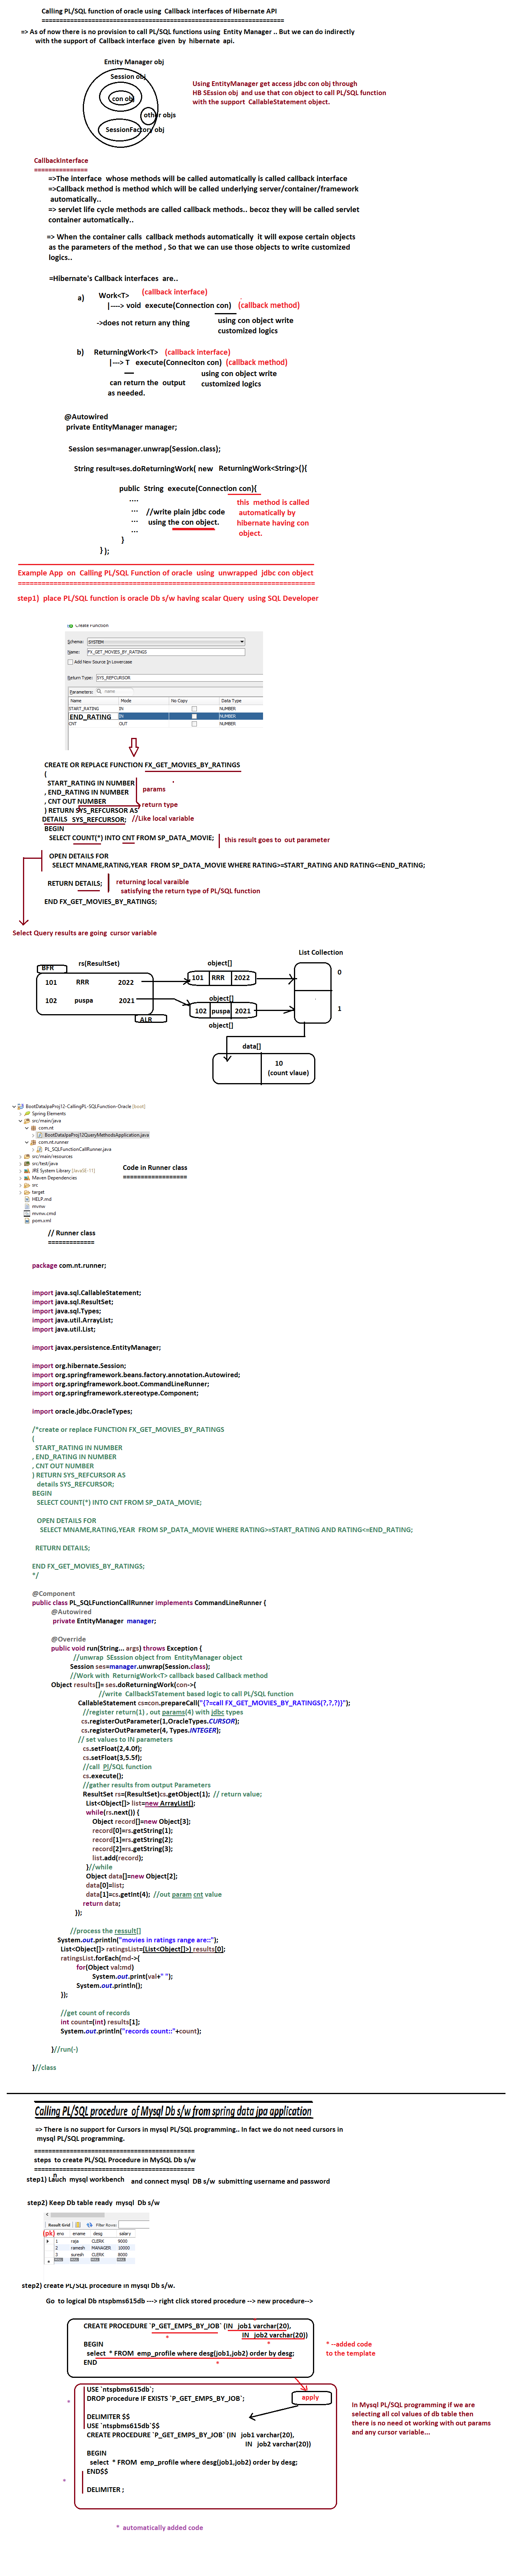 Calling PL/SQL function of oracle using Callback interfaces of Hibernate API
=====================================================================
=> As of now there is no provision to call PL/SQL functions using Entity Manager .. But we can do indirectly
with the support of Callback interface given by hibernate api.
Entity Manager obj
Session obj
con obj
other objs
SessionFactory obj
Using EntityManager get access jdbc con obj through
HB SEssion obj and use that con object to call PL/SQL function
with the support CallableStatement object.
CallbackInterface
===============
=>The interface whose methods will be called automatically is called callback interface
=>Callback method is method which will be called underlying server/container/framework
automatically..
=> servlet life cycle methods are called callback methods.. becoz they will be called servlet
container automatically..
=> When the container calls callback methods automatically it will expose certain objects
as the parameters of the method , So that we can use those objects to write customized
logics..
=Hibernate's Callback interfaces are..
a) Work<T> (callback interface)
|----> void execute(Connection con) (callback method)
->does not return any thing
using con object write
customized logics
b) ReturningWork<T> (callback interface)
|---> T execute(Conneciton con) (callback method)
can return the output
as needed.
using con object write
customized logics
@Autowired
private EntityManager manager;
Session ses=manager.unwrap(Session.class);
String result=ses.doReturningWork( new ReturningWork<String>(){
public String execute(Connection con){
....
... //write plain jdbc code
... using the con object.
...
}
} );
this method is called
automatically by
hibernate having con
object.
Example App on Calling PL/SQL Function of oracle using unwrapped jdbc con object
=====================================================================
step1) place PL/SQL function is oracle Db s/w having scalar Query using SQL Developer
Create Function
Schema: SYSTEM
Name: FX_GET_MOVIES_BY_RATINGS
Add New Source In Lowercase
Return Type: SYS_REFCURSOR
Parameters: Name
Name Mode No Copy Data Type
START_RATING IN NUMBER
END_RATING IN NUMBER
CNT OUT NUMBER
CREATE OR REPLACE FUNCTION FX_GET_MOVIES_BY_RATINGS
(
START_RATING IN NUMBER
, END_RATING IN NUMBER
, CNT OUT NUMBER
) RETURN SYS_REFCURSOR AS
DETAILS SYS_REFCURSOR; //Like local variable
BEGIN
SELECT COUNT(*) INTO CNT FROM SP_DATA_MOVIE;
params
return type
this result goes to out parameter
OPEN DETAILS FOR
SELECT MNAME,RATING,YEAR FROM SP_DATA_MOVIE WHERE RATING>=START_RATING AND RATING<=END_RATING;
RETURN DETAILS;
returning local varaible
satisfying the return type of PL/SQL function
END FX_GET_MOVIES_BY_RATINGS;
Select Query results are going cursor variable
BFR
rs(ResultSet)
101 RRR 2022
102 puspa 2021
ALR
object[]
101 RRR 2022
object[]
102 puspa 2021
object[]
List Collection
0
1
data[]
10
(count vlaue)
BootDataJpaProj12-CallingPL-SQLFunction-Oracle [boot]
Spring Elements
src/main/java
com.nt
BootDataJpaProj12QueryMethodsApplication.java
com.nt.runner
PL_SQLFunctionCallRunner.java
src/main/resources
src/test/java
JRE System Library [JavaSE-11]
Maven Dependencies
src
target
HELP.md
mvnw
mvnw.cmd
pom.xml
Code in Runner class
==================
// Runner class
=============
package com.nt.runner;
import java.sql.CallableStatement;
import java.sql.ResultSet;
import java.sql.Types;
import java.util.ArrayList;
import java.util.List;
import javax.persistence.EntityManager;
import org.hibernate.Session;
import org.springframework.beans.factory.annotation.Autowired;
import org.springframework.boot.CommandLineRunner;
import org.springframework.stereotype.Component;
import oracle.jdbc.OracleTypes;
/*create or replace FUNCTION FX_GET_MOVIES_BY_RATINGS
(
START_RATING IN NUMBER
, END_RATING IN NUMBER
, CNT OUT NUMBER
) RETURN SYS_REFCURSOR AS
details SYS_REFCURSOR;
BEGIN
SELECT COUNT(*) INTO CNT FROM SP_DATA_MOVIE;
OPEN DETAILS FOR
SELECT MNAME,RATING,YEAR FROM SP_DATA_MOVIE WHERE RATING>=START_RATING AND RATING<=END_RATING;
RETURN DETAILS;
END FX_GET_MOVIES_BY_RATINGS;
*/
@Component
public class PL_SQLFunctionCallRunner implements CommandLineRunner {
@Autowired
private EntityManager manager;
@Override
public void run(String... args) throws Exception {
//unwrap SEsssion object from EntityManager object
Session ses=manager.unwrap(Session.class);
//Work with ReturnigWork<T> callback based Callback method
Object results[]= ses.doReturningWork(con->{
//write CallbackSTatement based logic to call PL/SQL function
CallableStatement cs=con.prepareCall("{?=call FX_GET_MOVIES_BY_RATINGS(?,?,?)}");
//register return(1) , out params(4) with jdbc types
cs.registerOutParameter(1,OracleTypes.CURSOR);
cs.registerOutParameter(4, Types.INTEGER);
// set values to IN parameters
cs.setFloat(2,4.0f);
cs.setFloat(3,5.5f);
//call Pl/SQL function
cs.execute();
//gather results from output Parameters
ResultSet rs=(ResultSet)cs.getObject(1); // return value;
List<Object[]> list=new ArrayList();
while(rs.next()) {
Object record[]=new Object[3];
record[0]=rs.getString(1);
record[1]=rs.getString(2);
record[2]=rs.getString(3);
list.add(record);
}//while
Object data[]=new Object[2];
data[0]=list;
data[1]=cs.getInt(4); //out param cnt value
return data;
});
//process the ressult[]
System.out.println("movies in ratings range are::");
List<Object[]> ratingsList=(List<Object[]>) results[0];
ratingsList.forEach(md->{
for(Object val:md)
System.out.print(val+" ");
System.out.println();
});
//get count of records
int count=(int) results[1];
System.out.println("records count::"+count);
}//run(-)
}//class
Calling PL/SQL procedure of Mysql Db s/w from spring data jpa application
=> There is no support for Cursors in mysql PL/SQL programming.. In fact we do not need cursors in
mysql PL/SQL programming.
=============================================
steps to create PL/SQL Procedure in MySQL Db s/w
=============================================
step1) Lauch mysql workbench and connect mysql DB s/w submitting username and password
n
step2) Keep Db table ready mysql Db s/w
Result Grid Filter Rows:
(pk) eno ename desg salary
1 raja CLERK 9000
2 ramesh MANAGER 10000
3 suresh CLERK 8000
NULL NULL NULL NULL
step2) create PL/SQL procedure in mysql Db s/w.
Go to logical Db ntspbms615db ---> right click stored procedure --> new procedure-->
CREATE PROCEDURE `P_GET_EMPS_BY_JOB` (IN job1 varchar(20),
IN job2 varchar(20))
BEGIN
select * FROM emp_profile where desg(job1,job2) order by desg;
END
* --added code
to the template
apply
USE `ntspbms615db`;
DROP procedure IF EXISTS `P_GET_EMPS_BY_JOB`;
DELIMITER $$
USE `ntspbms615db`$$
CREATE PROCEDURE `P_GET_EMPS_BY_JOB` (IN job1 varchar(20),
IN job2 varchar(20))
BEGIN
select * FROM emp_profile where desg(job1,job2) order by desg;
END$$
DELIMITER ;
In Mysql PL/SQL programming if we are
selecting all col values of db table then
there is no need ot working with out params
and any cursor variable...
* automatically added code